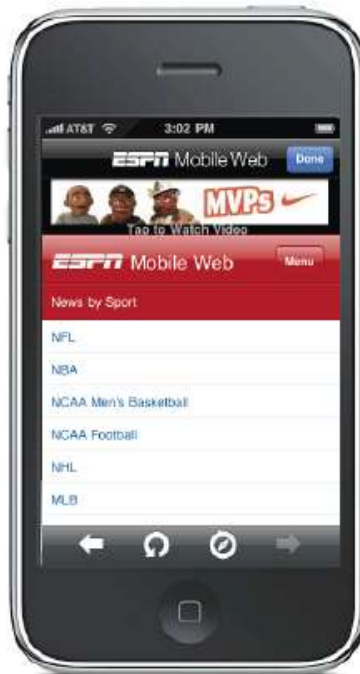 AT&T 3:02 PM
ESPN Mobile Web Done
MVPs
Tap to Watch Video
ESPN Mobile Web Menu
News by Sport
NFL
NBA
NCAA Men's Basketball
NCAA Football
NHL
MLB